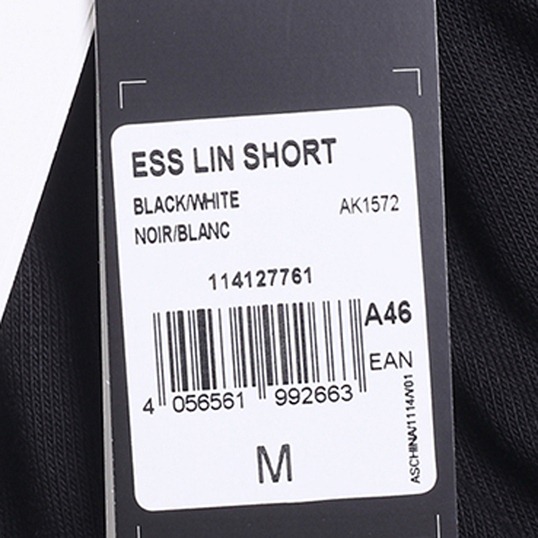 ESS LIN SHORT
BLACK/WHITE
AK1572
NOIR/BLANC
114127761
A46
EAN
4 056561 992663
M
ASCHINA/1114/V01